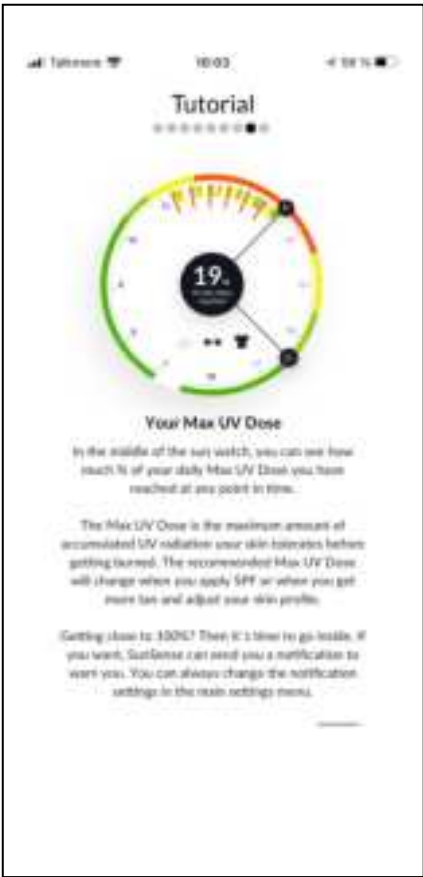 Tutorial
19%
Your Max UV Dose
In the middle of the sun watch, you can see how
much % of your daily Max UV Dose you have
reached at any point in time.
The Max UV Dose is the maximum amount of
accumulated UV radiation your skin tolerates before
getting burned. The recommended Max UV Dose
will change when you apply SPF or when you get
more tan and adjust your skin profile.
Getting close to 100%? Then it's time to go inside. If
you want, SunSense can send you a notification to
warn you. You can always change the notification
settings in the main settings menu.